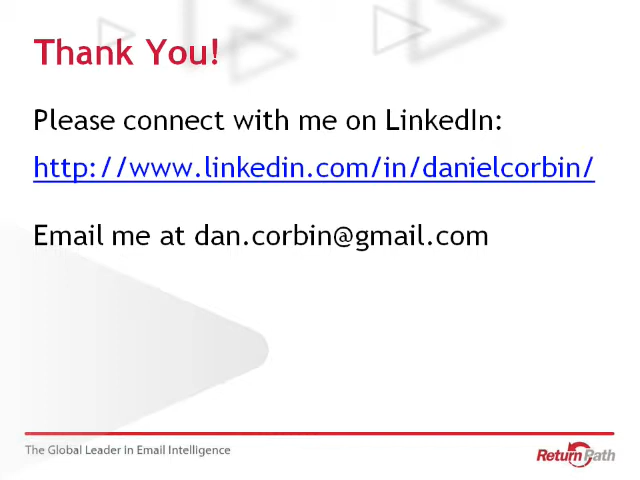 Thank You!
Please connect with me on LinkedIn:
http://www.linkedin.com/in/danielcorbin/
Email me at dan.corbin@gmail.com
The Global Leader in Email Intelligence
Return Path